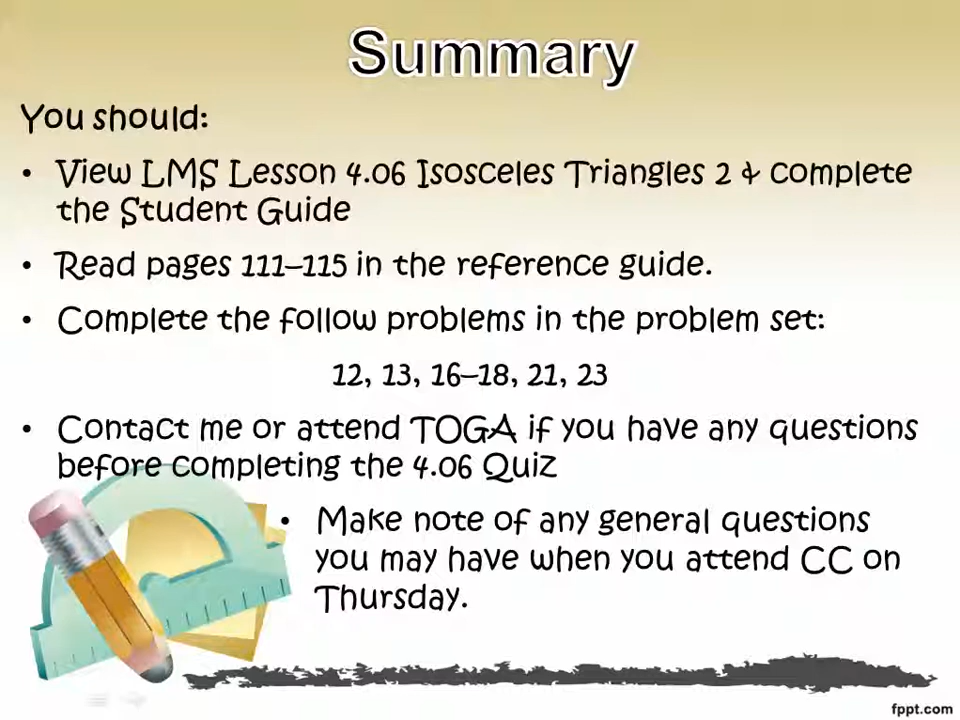 Summary
You should:
• View LMS Lesson 4.06 Isosceles Triangles 2 & complete
the Student Guide
• Read pages 111–115 in the reference guide.
• Complete the follow problems in the problem set:
12, 13, 16–18, 21, 23
• Contact me or attend TOGA if you have any questions
before completing the 4.06 Quiz
• Make note of any general questions
you may have when you attend CC on
Thursday.
fppt.com